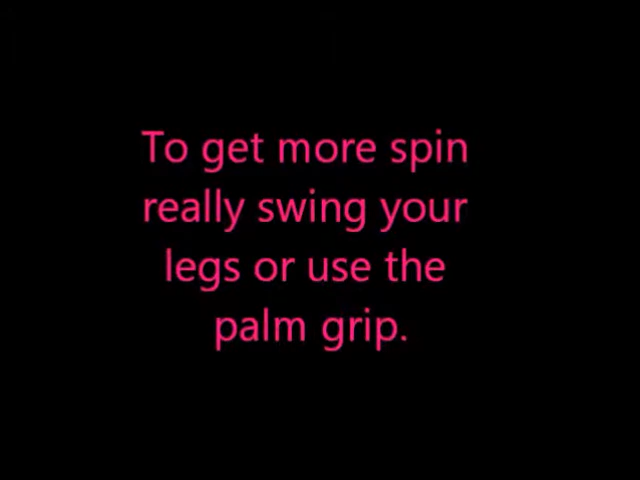 To get more spin
really swing your
legs or use the
palm grip.